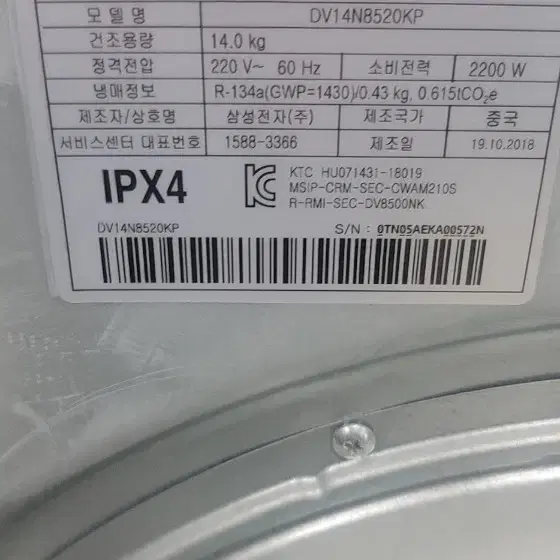 모 델 명 DV14N8520KP
건조용량 14.0 kg
정격전압 220 V~ 60 Hz 소비전력 2200 W
냉매정보 R-134a(GWP=1430)/0.43 kg, 0.615tCO₂e
제조자/상호명 삼성전자(주) 제조국가 중국
서비스센터 대표번호 1588-3366 제조일 19.10.2018
IPX4
KTC HU071431-18019
MSIP-CRM-SEC-CWAM210S
R-RMI-SEC-DV8500NK
DV14N8520KP S/N : 0TN05AEKA00572N